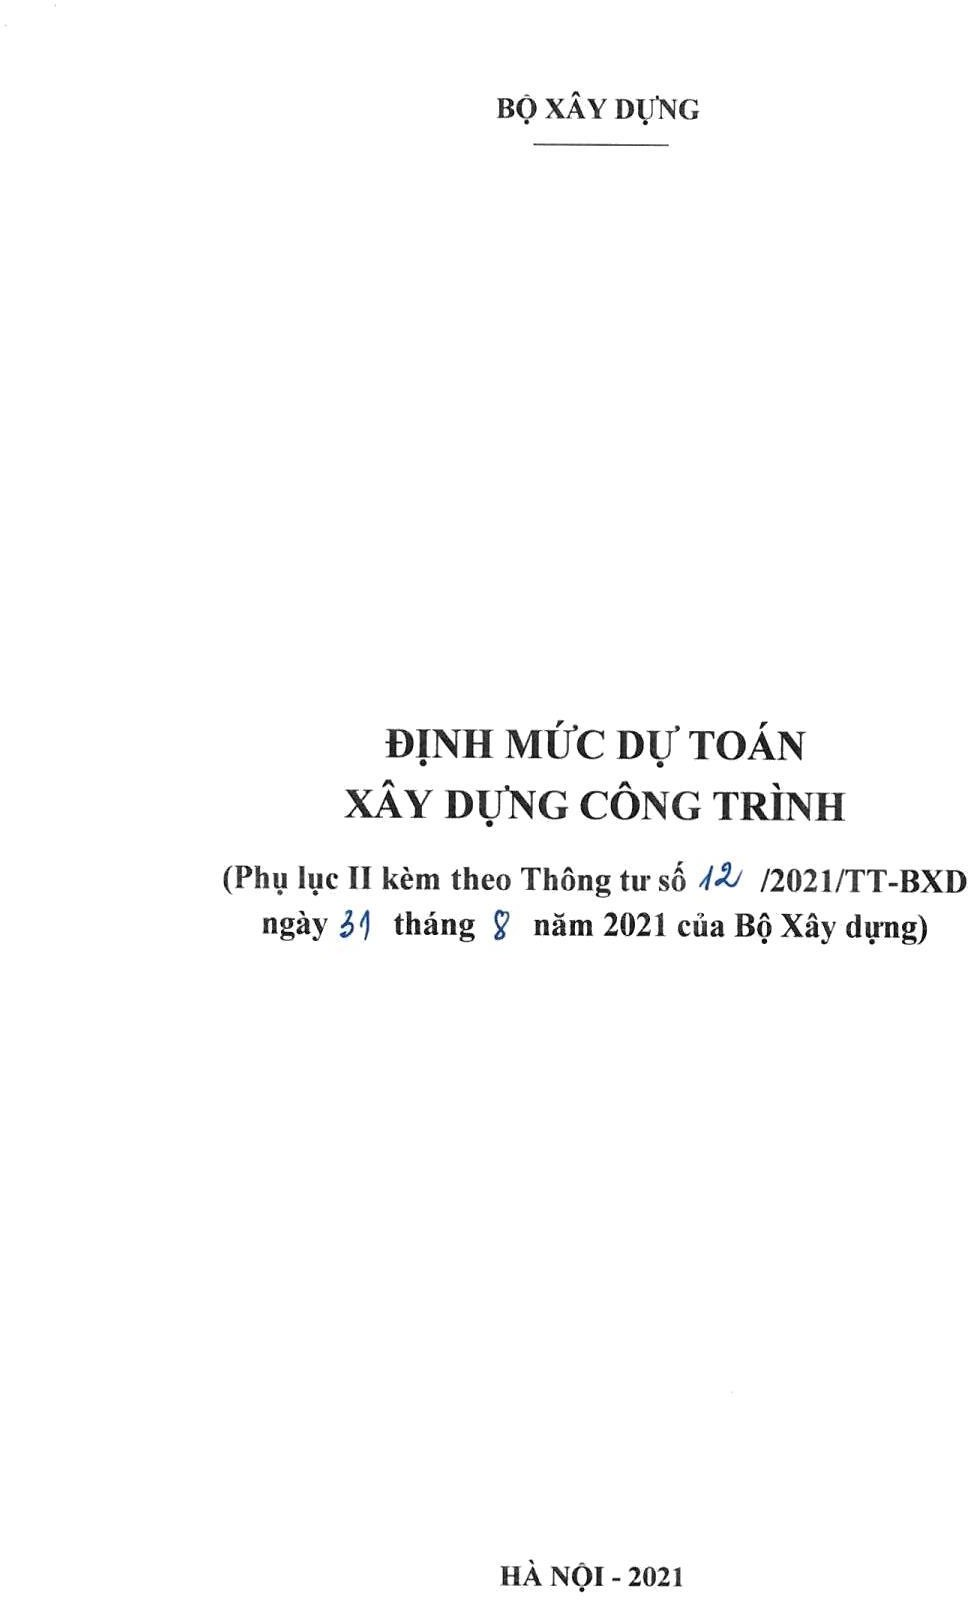 BỘ XÂY DỰNG
ĐỊNH MỨC DỰ TOÁN
XÂY DỰNG CÔNG TRÌNH
(Phụ lục II kèm theo Thông tư số 12 /2021/TT-BXD
ngày 31 tháng 8 năm 2021 của Bộ Xây dựng)
HÀ NỘI - 2021